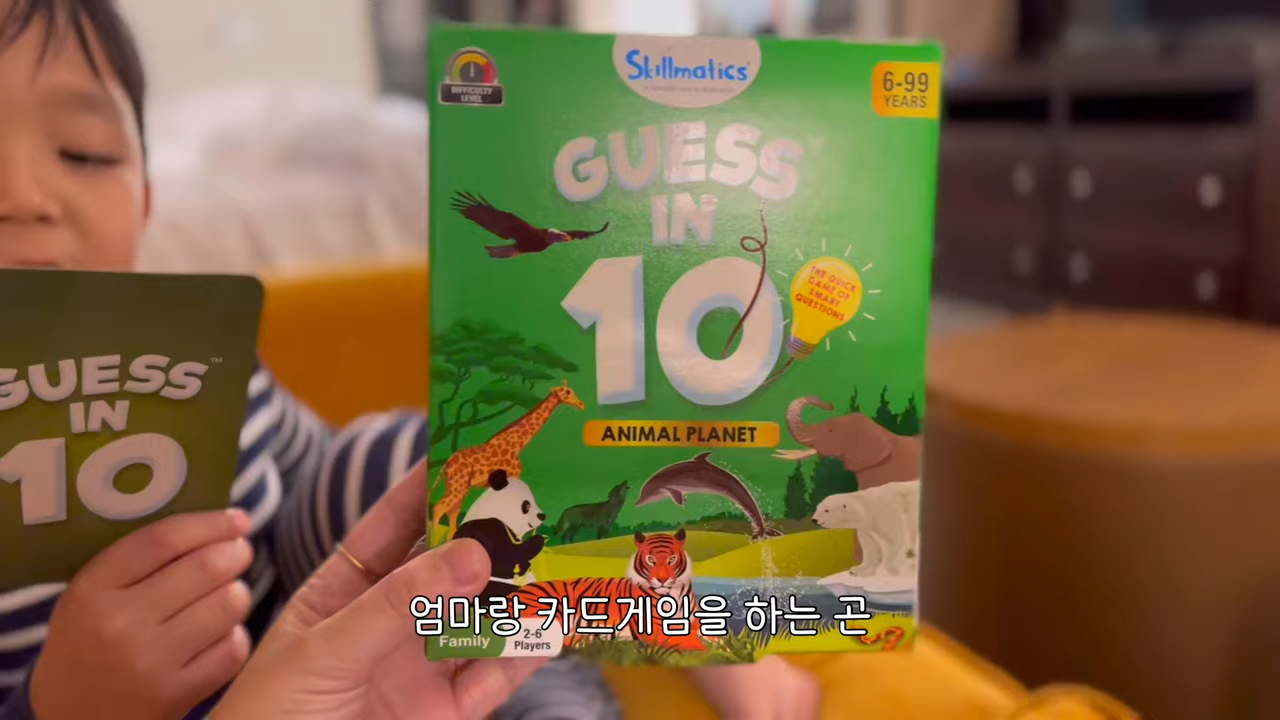 DIFFICULTY
LEVEL
Skillmatics
6-99
YEARS
GUESS
IN
10
THE QUICK
GAME OF
SMART
QUESTIONS
ANIMAL PLANET
GUESS™
IN
10
Family
2-6
Players
엄마랑 카드게임을 하는 곤